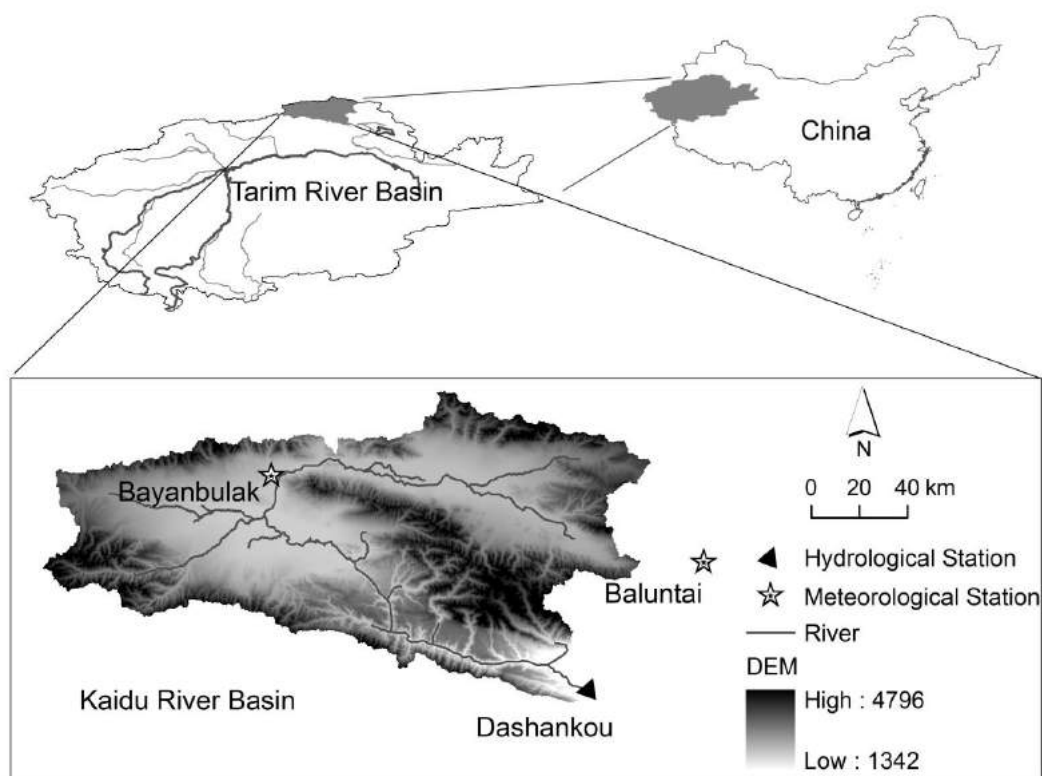 China
Tarim River Basin
N
0 20 40 km
Bayanbulak
Hydrological Station
Baluntai
Meteorological Station
River
DEM
Kaidu River Basin
High : 4796
Dashankou
Low : 1342